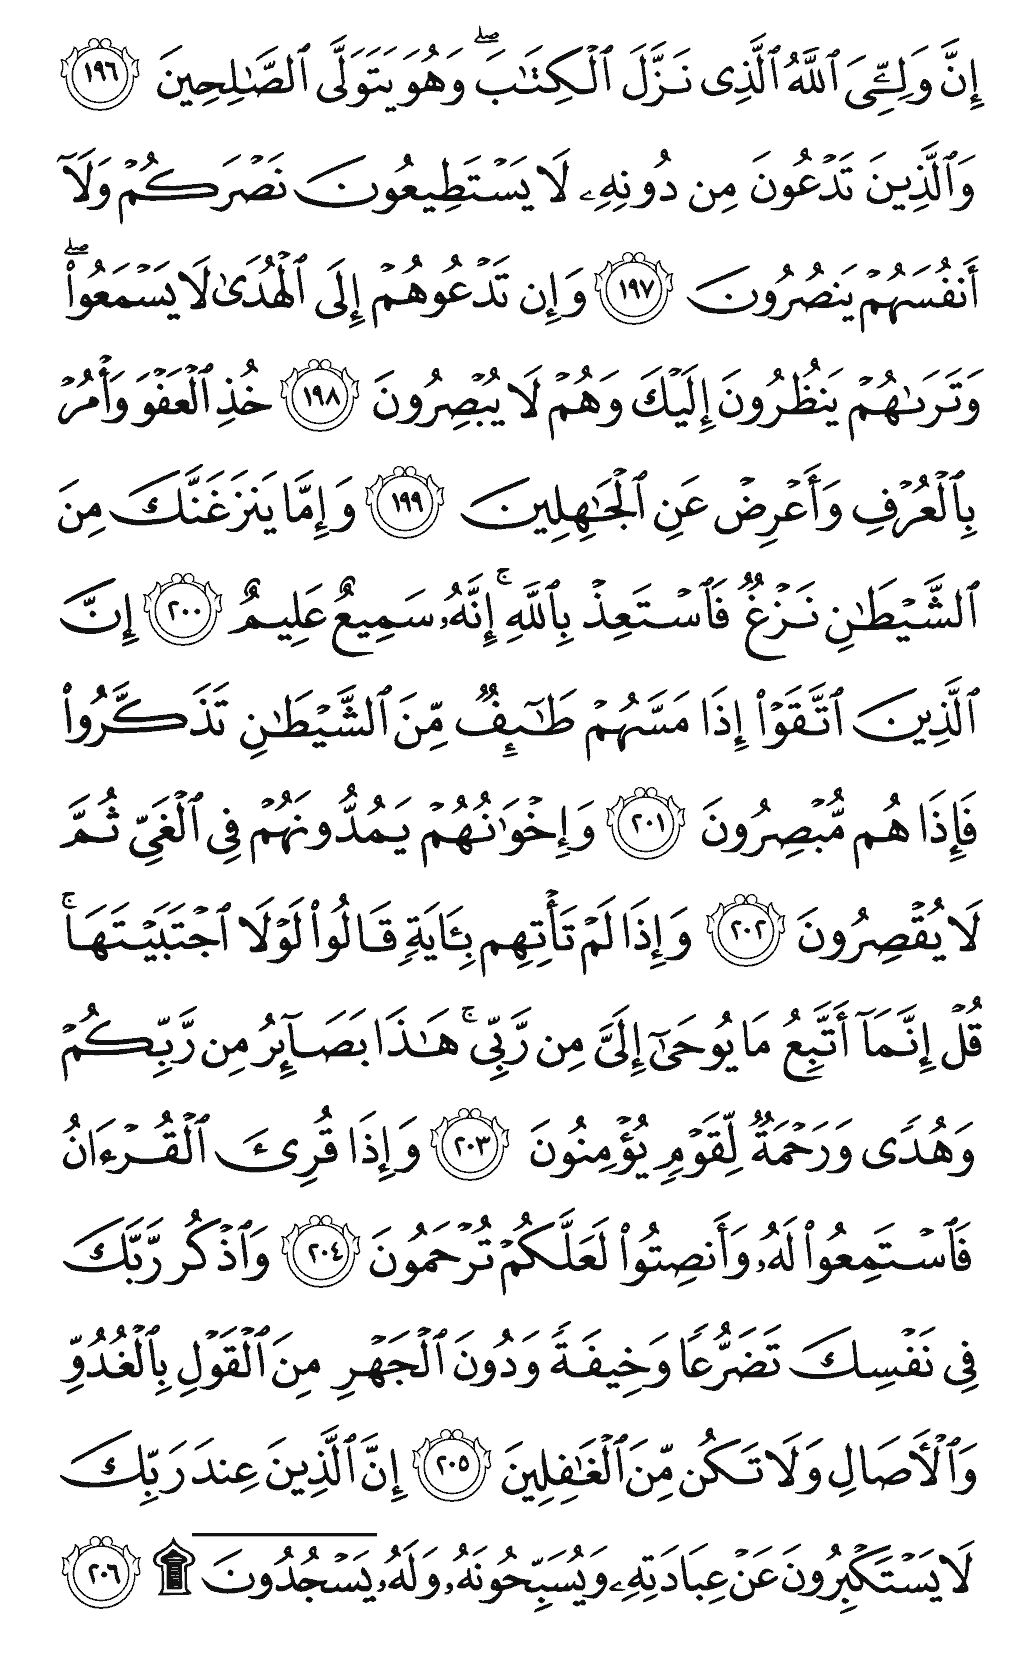 إِنَّ وَلِـِّۧيَ ٱللَّهُ ٱلَّذِى نَزَّلَ ٱلْكِتَـٰبَ ۖ وَهُوَ يَتَوَلَّى ٱلصَّـٰلِحِينَ ١٩٦
وَٱلَّذِينَ تَدْعُونَ مِن دُونِهِۦ لَا يَسْتَطِيعُونَ نَصْرَكُمْ وَلَآ
أَنفُسَهُمْ يَنصُرُونَ ١٩٧ وَإِن تَدْعُوهُمْ إِلَى ٱلْهُدَىٰ لَا يَسْمَعُوا۟ ۖ
وَتَرَىٰهُمْ يَنظُرُونَ إِلَيْكَ وَهُمْ لَا يُبْصِرُونَ ١٩٨ خُذِ ٱلْعَفْوَ وَأْمُرْ
بِٱلْعُرْفِ وَأَعْرِضْ عَنِ ٱلْجَـٰهِلِينَ ١٩٩ وَإِمَّا يَنزَغَنَّكَ مِنَ
ٱلشَّيْطَـٰنِ نَزْغٌ فَٱسْتَعِذْ بِٱللَّهِ ۚ إِنَّهُۥ سَمِيعٌ عَلِيمٌ ٢٠٠ إِنَّ
ٱلَّذِينَ ٱتَّقَوْا۟ إِذَا مَسَّهُمْ طَـٰٓئِفٌ مِّنَ ٱلشَّيْطَـٰنِ تَذَكَّرُوا۟
فَإِذَا هُم مُّبْصِرُونَ ٢٠١ وَإِخْوَٰنُهُمْ يَمُدُّونَهُمْ فِى ٱلْغَىِّ ثُمَّ
لَا يُقْصِرُونَ ٢٠٢ وَإِذَا لَمْ تَأْتِهِم بِـَٔايَةٍ قَالُوا۟ لَوْلَا ٱجْتَبَيْتَهَا ۚ
قُلْ إِنَّمَآ أَتَّبِعُ مَا يُوحَىٰٓ إِلَىَّ مِن رَّبِّى ۚ هَـٰذَا بَصَآئِرُ مِن رَّبِّكُمْ
وَهُدًى وَرَحْمَةٌ لِّقَوْمٍ يُؤْمِنُونَ ٢٠٣ وَإِذَا قُرِئَ ٱلْقُرْءَانُ
فَٱسْتَمِعُوا۟ لَهُۥ وَأَنصِتُوا۟ لَعَلَّكُمْ تُرْحَمُونَ ٢٠٤ وَٱذْكُر رَّبَّكَ
فِى نَفْسِكَ تَضَرُّعًا وَخِيفَةً وَدُونَ ٱلْجَهْرِ مِنَ ٱلْقَوْلِ بِٱلْغُدُوِّ
وَٱلْـَٔاصَالِ وَلَا تَكُن مِّنَ ٱلْغَـٰفِلِينَ ٢٠٥ إِنَّ ٱلَّذِينَ عِندَ رَبِّكَ
لَا يَسْتَكْبِرُونَ عَنْ عِبَادَتِهِۦ وَيُسَبِّحُونَهُۥ وَلَهُۥ يَسْجُدُونَ ۩ ٢٠٦